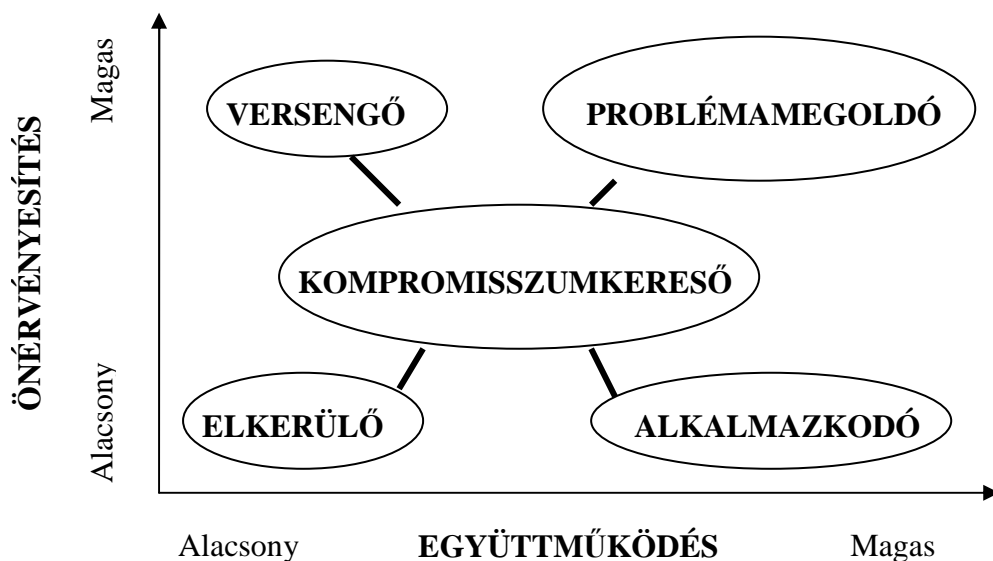 Magas
VERSENGŐ
PROBLÉMAMEGOLDÓ
ÖNÉRVÉNYESÍTÉS
KOMPROMISSZUMKERESŐ
Alacsony
ELKERÜLŐ
ALKALMAZKODÓ
Alacsony
EGYÜTTMŰKÖDÉS
Magas